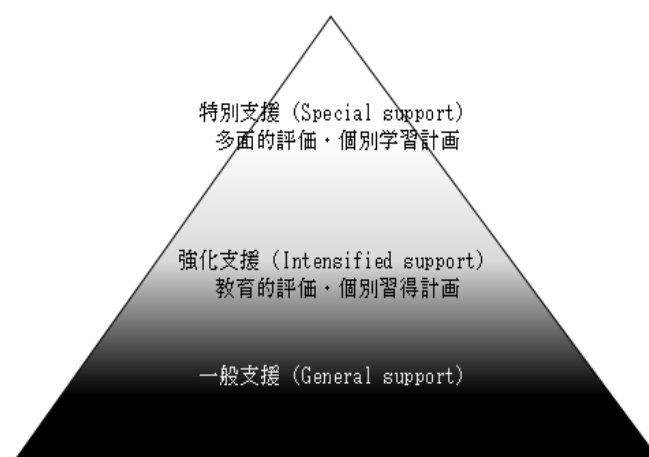 特別支援 (Special support)
多面的評価・個別学習計画
強化支援 (Intensified support)
教育的評価・個別習得計画
一般支援 (General support)